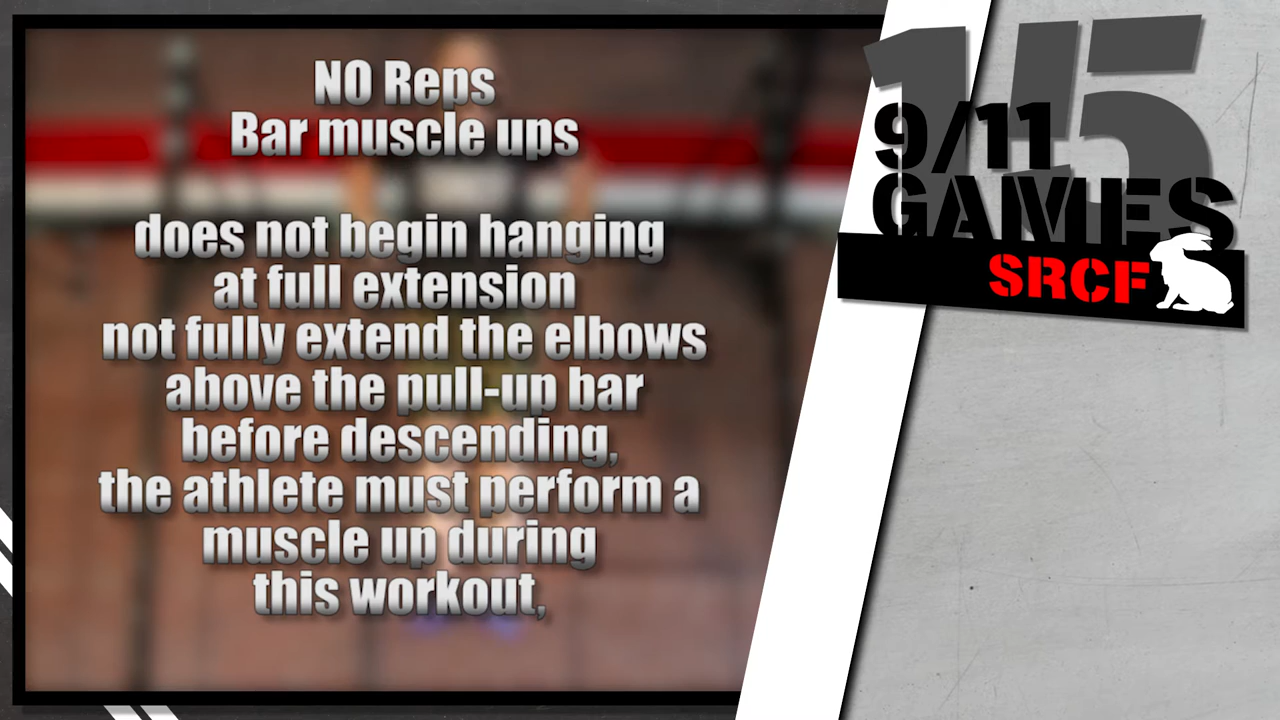 NO Reps
Bar muscle ups
does not begin hanging
at full extension
not fully extend the elbows
above the pull-up bar
before descending,
the athlete must perform a
muscle up during
this workout,
15
9/11
GAMES
SRCF